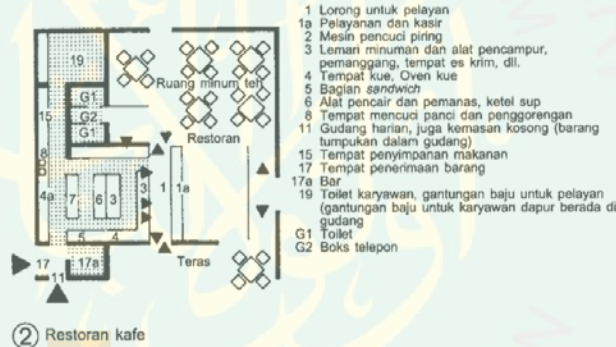 19
G1
G2
G1
15
8
4a
7
6
3
3
1
1a
5
4
17a
17
11
Ruang minum teh
Restoran
Teras
1 Lorong untuk pelayan
1a Pelayanan dan kasir
2 Mesin pencuci piring
3 Lemari minuman dan alat pencampur,
pemanggang, tempat es krim, dll.
4 Tempat kue, Oven kue
5 Bagian sandwich
6 Alat pencair dan pemanas, ketel sup
8 Tempat mencuci panci dan penggorengan
11 Gudang harian, juga kemasan kosong (barang
tumpukan dalam gudang)
15 Tempat penyimpanan makanan
17 Tempat penerimaan barang
17a Bar
19 Toilet karyawan, gantungan baju untuk pelayan
(gantungan baju untuk karyawan dapur berada di
gudang
G1 Toilet
G2 Boks telepon
2 Restoran kafe